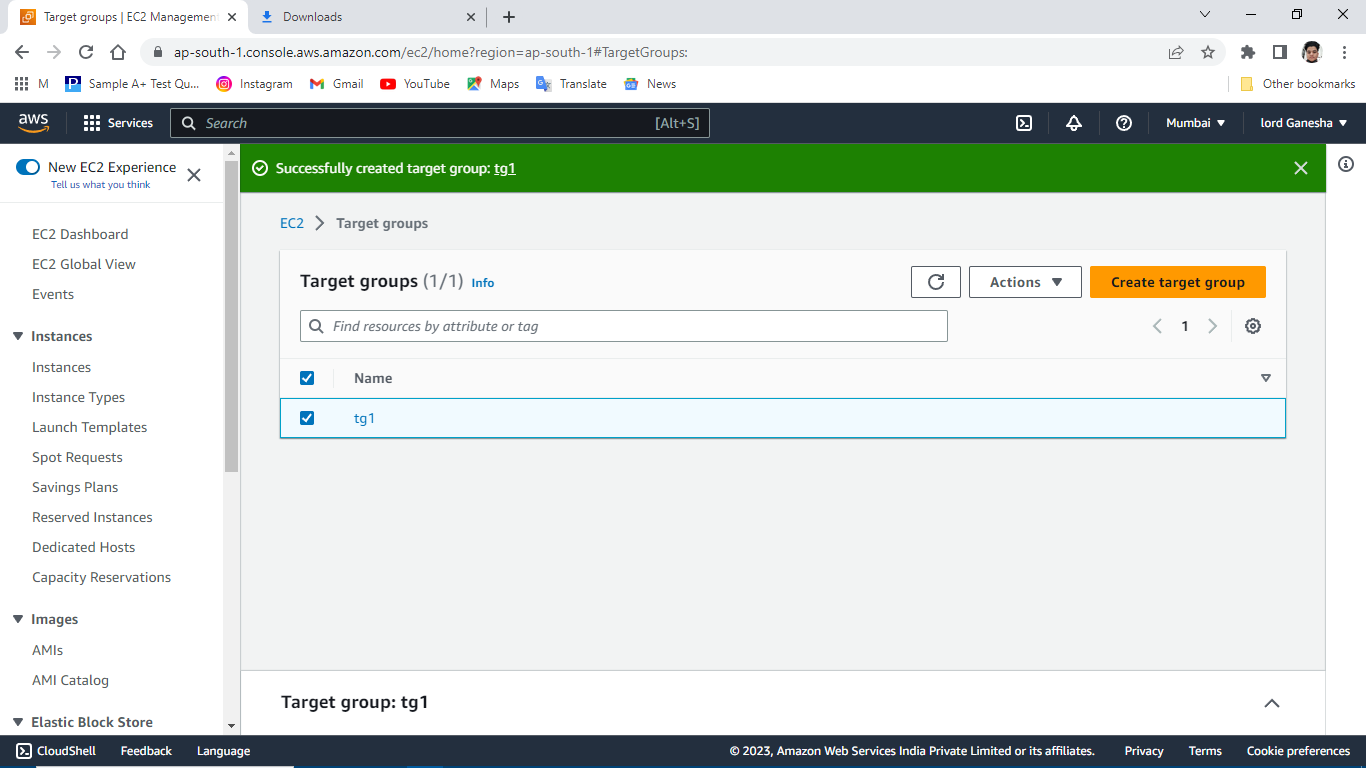 Target groups | EC2 Management
Downloads
ap-south-1.console.aws.amazon.com/ec2/home?region=ap-south-1#TargetGroups:
M
Sample A+ Test Qu...
Instagram
Gmail
YouTube
Maps
Translate
News
Other bookmarks
aws
Services
Search
[Alt+S]
Mumbai
lord Ganesha
New EC2 Experience
Tell us what you think
EC2 Dashboard
EC2 Global View
Events
Instances
Instances
Instance Types
Launch Templates
Spot Requests
Savings Plans
Reserved Instances
Dedicated Hosts
Capacity Reservations
Images
AMIs
AMI Catalog
Elastic Block Store
Successfully created target group: tg1
EC2 > Target groups
Target groups (1/1) Info
Actions
Create target group
Find resources by attribute or tag
1
Name
tg1
Target group: tg1
CloudShell
Feedback
Language
© 2023, Amazon Web Services India Private Limited or its affiliates.
Privacy
Terms
Cookie preferences